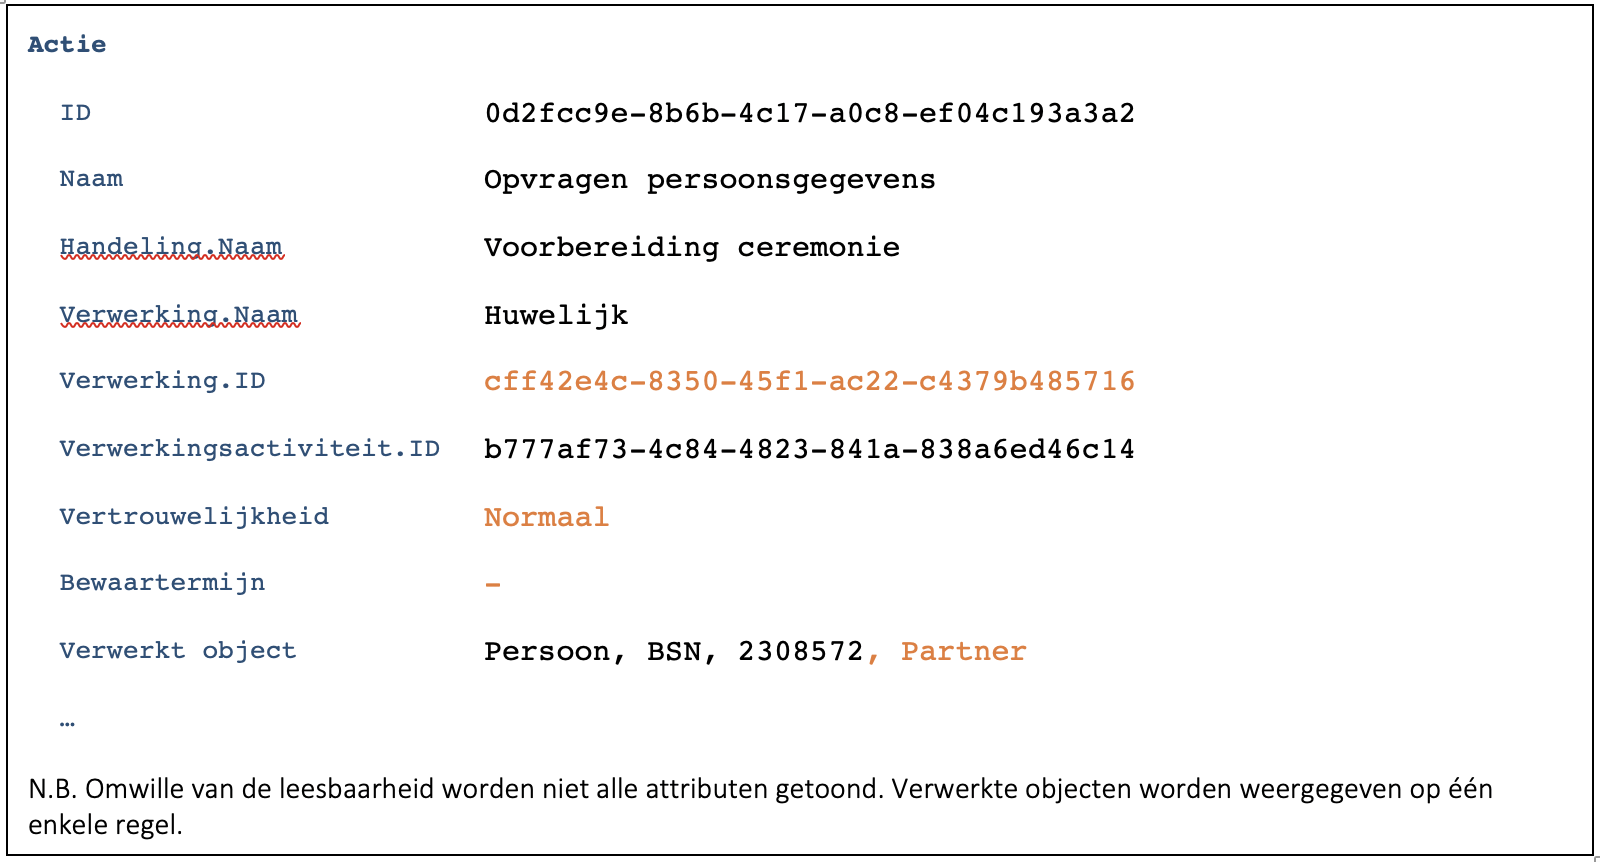 Actie
ID 0d2fcc9e-8b6b-4c17-a0c8-ef04c193a3a2
Naam Opvragen persoonsgegevens
Handeling.Naam Voorbereiding ceremonie
Verwerking.Naam Huwelijk
Verwerking.ID cff42e4c-8350-45f1-ac22-c4379b485716
Verwerkingsactiviteit.ID b777af73-4c84-4823-841a-838a6ed46c14
Vertrouwelijkheid Normaal
Bewaartermijn –
Verwerkt object Persoon, BSN, 2308572, Partner
…
N.B. Omwille van de leesbaarheid worden niet alle attributen getoond. Verwerkte objecten worden weergegeven op één
enkele regel.